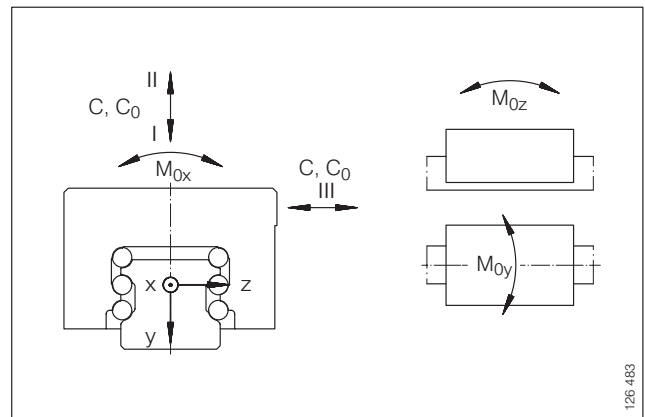 II
C, C0
I
M0x
C, C0
III
x
z
y
M0z
M0y
126 483